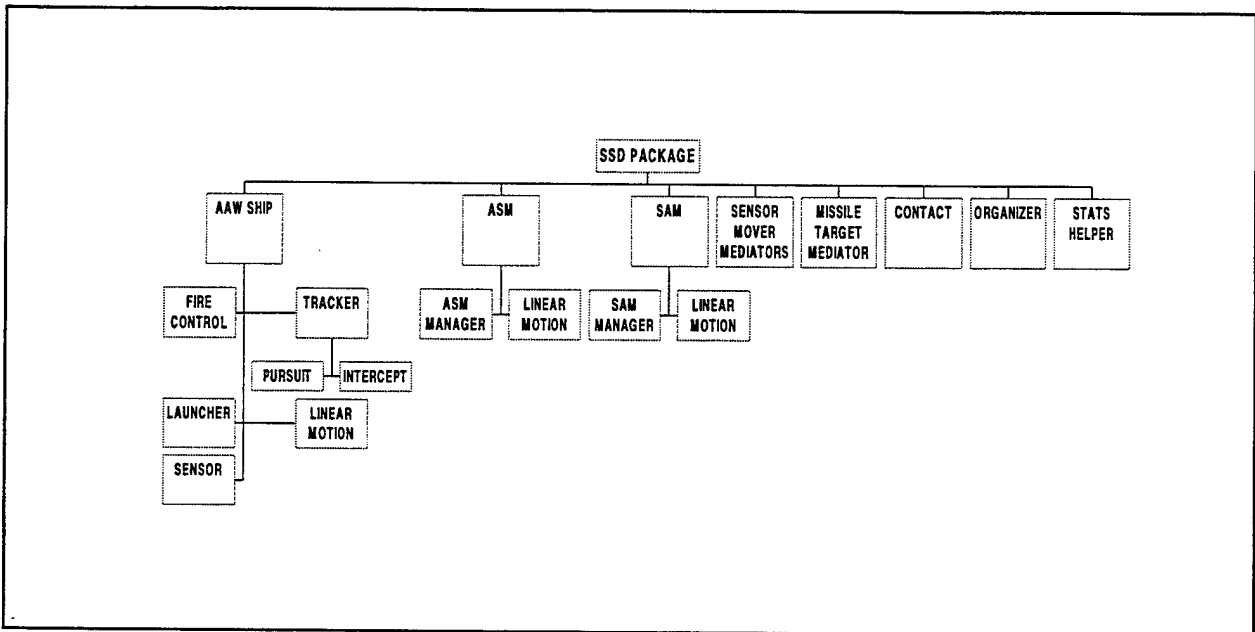 SSD PACKAGE
AAW SHIP
ASM
SAM
SENSOR
MOVER
MEDIATORS
MISSILE
TARGET
MEDIATOR
CONTACT
ORGANIZER
STATS
HELPER
FIRE
CONTROL
TRACKER
ASM
MANAGER
LINEAR
MOTION
SAM
MANAGER
LINEAR
MOTION
PURSUIT
INTERCEPT
LAUNCHER
LINEAR
MOTION
SENSOR